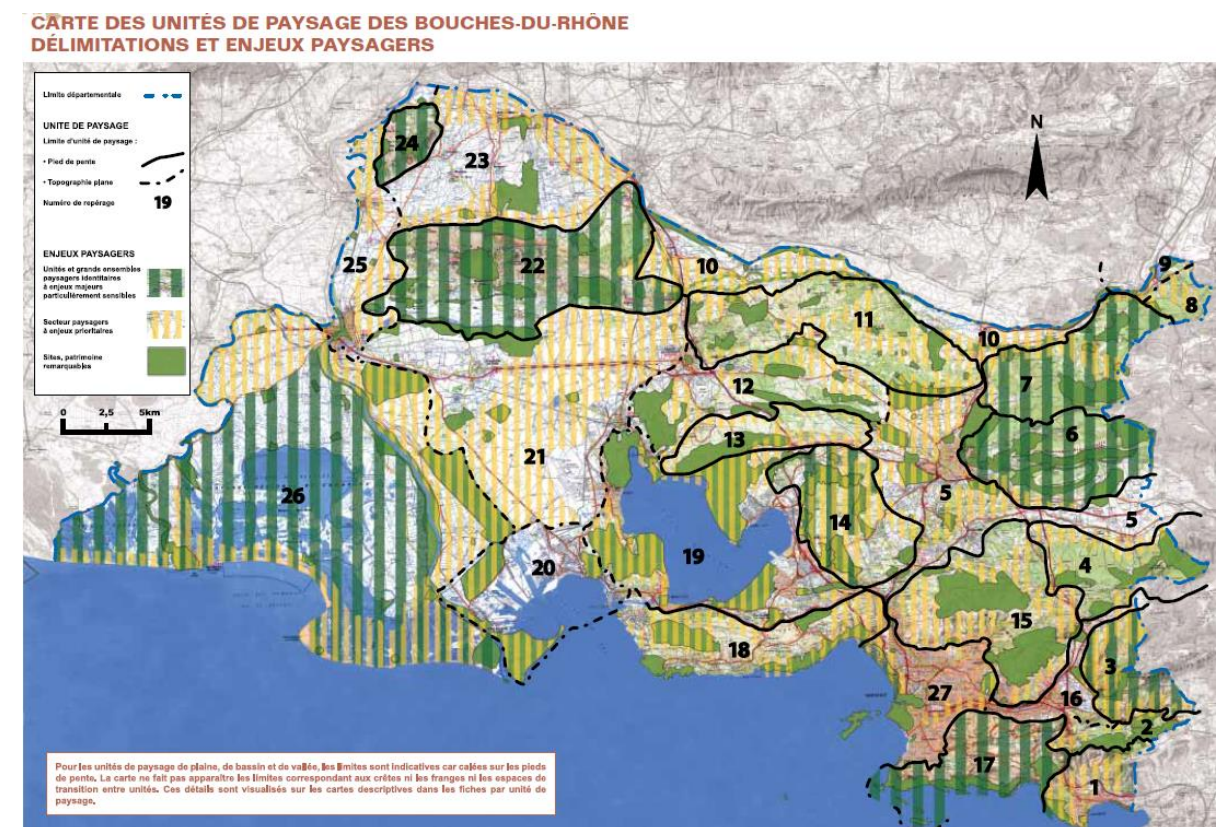 CARTE DES UNITÉS DE PAYSAGE DES BOUCHES-DU-RHÔNE
DÉLIMITATIONS ET ENJEUX PAYSAGERS
Limite départementale
UNITE DE PAYSAGE
Limite d'unité de paysage :
• Pied de pente
• Topographie plane
Numéro de repérage 19
ENJEUX PAYSAGERS
Unités et grands ensembles
paysagers identitaires
à enjeux majeurs
particulièrement sensibles
Secteur paysagers
à enjeux prioritaires
Sites, patrimoine
remarquables
0 2,5 5km
N
24
23
25
22
10
9
8
11
10
7
12
6
13
21
26
5
5
14
19
20
4
15
18
3
27
16
2
17
1
Pour les unités de paysage de plaine, de bassin et de vallée, les limites sont indicatives car calées sur les pieds
de pente. La carte ne fait pas apparaître les limites correspondant aux crêtes ni les franges ni les espaces de
transition entre unités. Ces détails sont visualisés sur les cartes descriptives dans les fiches par unité de
paysage.